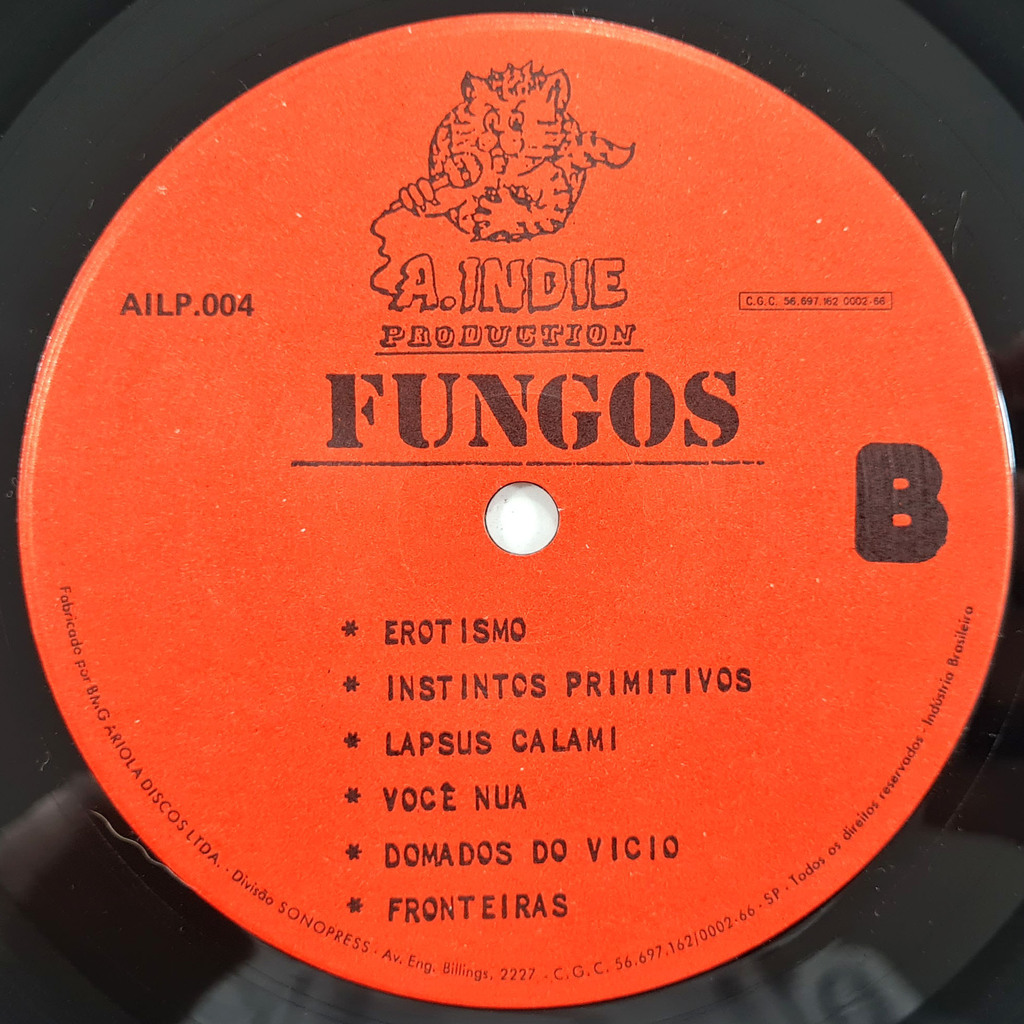 A.INDIE
PRODUCTION
AILP.004
C.G.C. 56.697.162 0002-66
FUNGOS
B
* EROTISMO
* INSTINTOS PRIMITIVOS
* LAPSUS CALAMI
* VOCÊ NUA
* DOMADOS DO VICIO
* FRONTEIRAS
Fabricado por BMG ARIOLA DISCOS LTDA. · Divisão SONOPRESS · Av. Eng. Billings, 2227 · C.G.C. 56.697.162/0002-66 · SP · Todos os direitos reservados - Indústria Brasileira